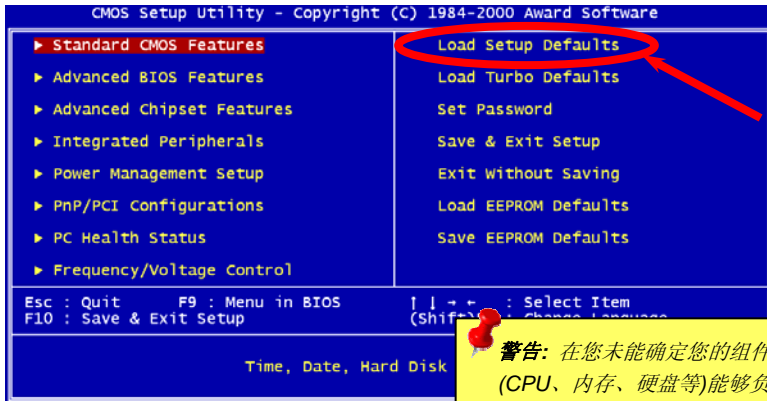 CMOS Setup Utility - Copyright (C) 1984-2000 Award Software
▶ Standard CMOS Features
▶ Advanced BIOS Features
▶ Advanced Chipset Features
▶ Integrated Peripherals
▶ Power Management Setup
▶ PnP/PCI Configurations
▶ PC Health Status
▶ Frequency/Voltage Control
Load Setup Defaults
Load Turbo Defaults
Set Password
Save & Exit Setup
Exit Without Saving
Load EEPROM Defaults
Save EEPROM Defaults
Esc : Quit F9 : Menu in BIOS ↑ ↓ → ← : Select Item
F10 : Save & Exit Setup (Shift) : Change Language
Time, Date, Hard Disk
警告: 在您未能确定您的组件
(CPU、内存、硬盘等)能够负